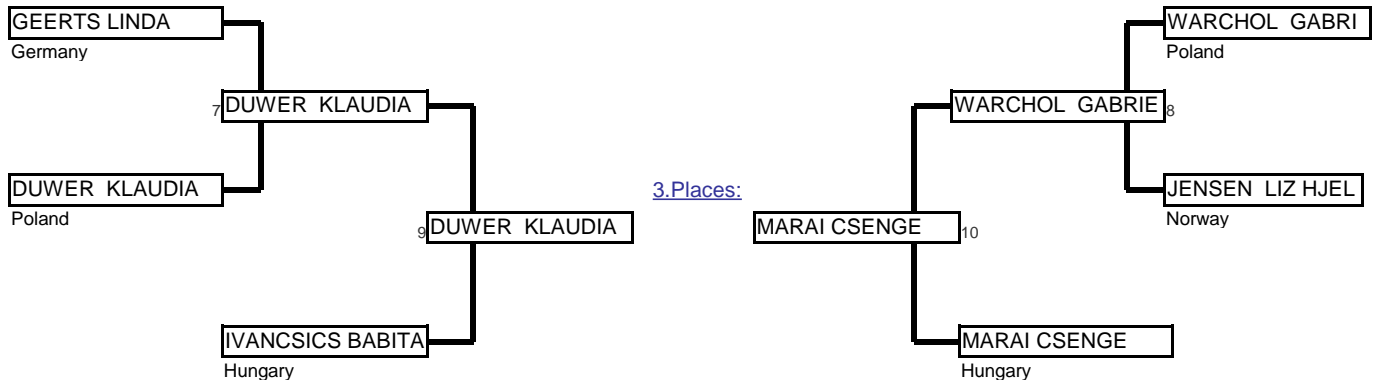 GEERTS LINDA
Germany
7 DUWER KLAUDIA
DUWER KLAUDIA
Poland
9 DUWER KLAUDIA
IVANCSICS BABITA
Hungary
3.Places:
WARCHOL GABRI
Poland
WARCHOL GABRIE 8
JENSEN LIZ HJEL
Norway
MARAI CSENGE 10
MARAI CSENGE
Hungary